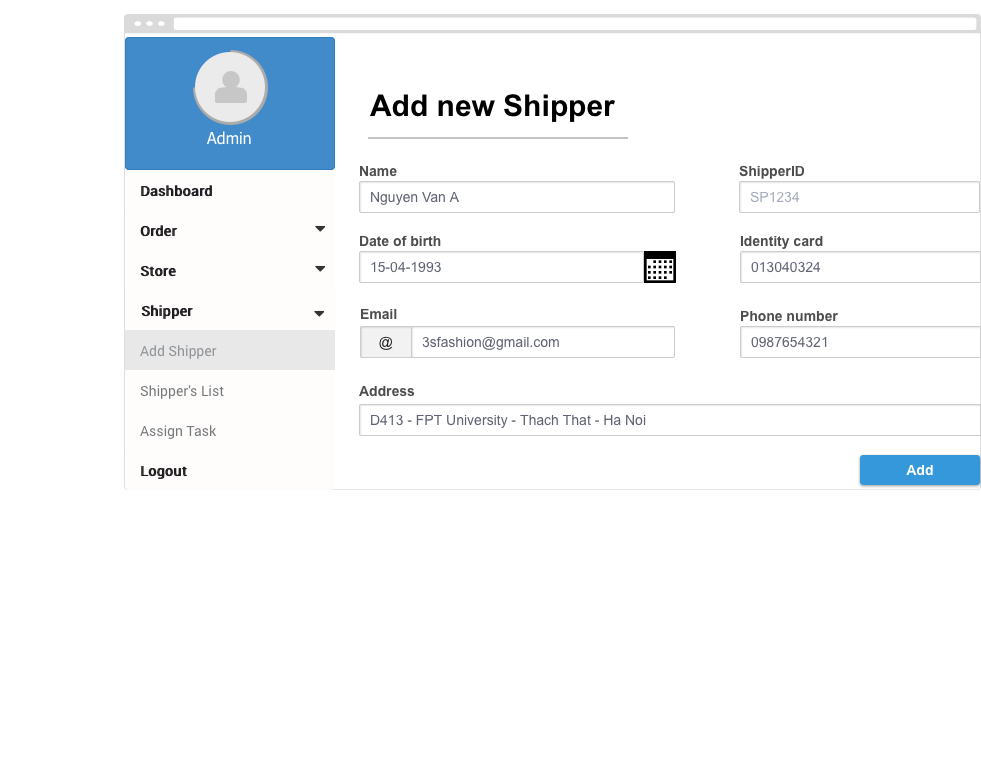 Admin
Dashboard
Order
Store
Shipper
Add Shipper
Shipper's List
Assign Task
Logout
Add new Shipper
Name
ShipperID
Nguyen Van A
SP1234
Date of birth
Identity card
15-04-1993
013040324
Email
Phone number
@ 3sfashion@gmail.com
0987654321
Address
D413 - FPT University - Thach That - Ha Noi
Add